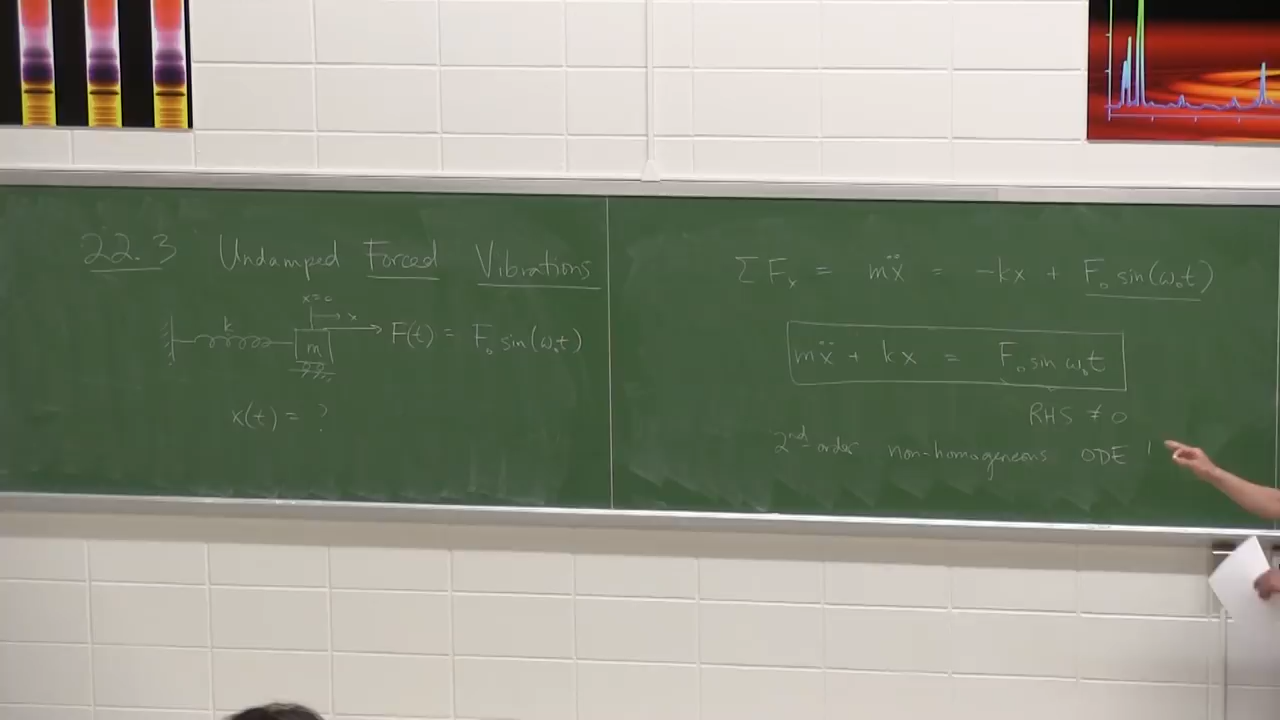 22.3 Undamped Forced Vibrations
x=0
x
k
m
F(t) = F₀ sin(ω₀t)
x(t) = ?
ΣFₓ = mẍ = -kx + F₀ sin(ω₀t)
mẍ + kx = F₀ sin ω₀t
RHS ≠ 0
2nd-order non-homogeneous ODE